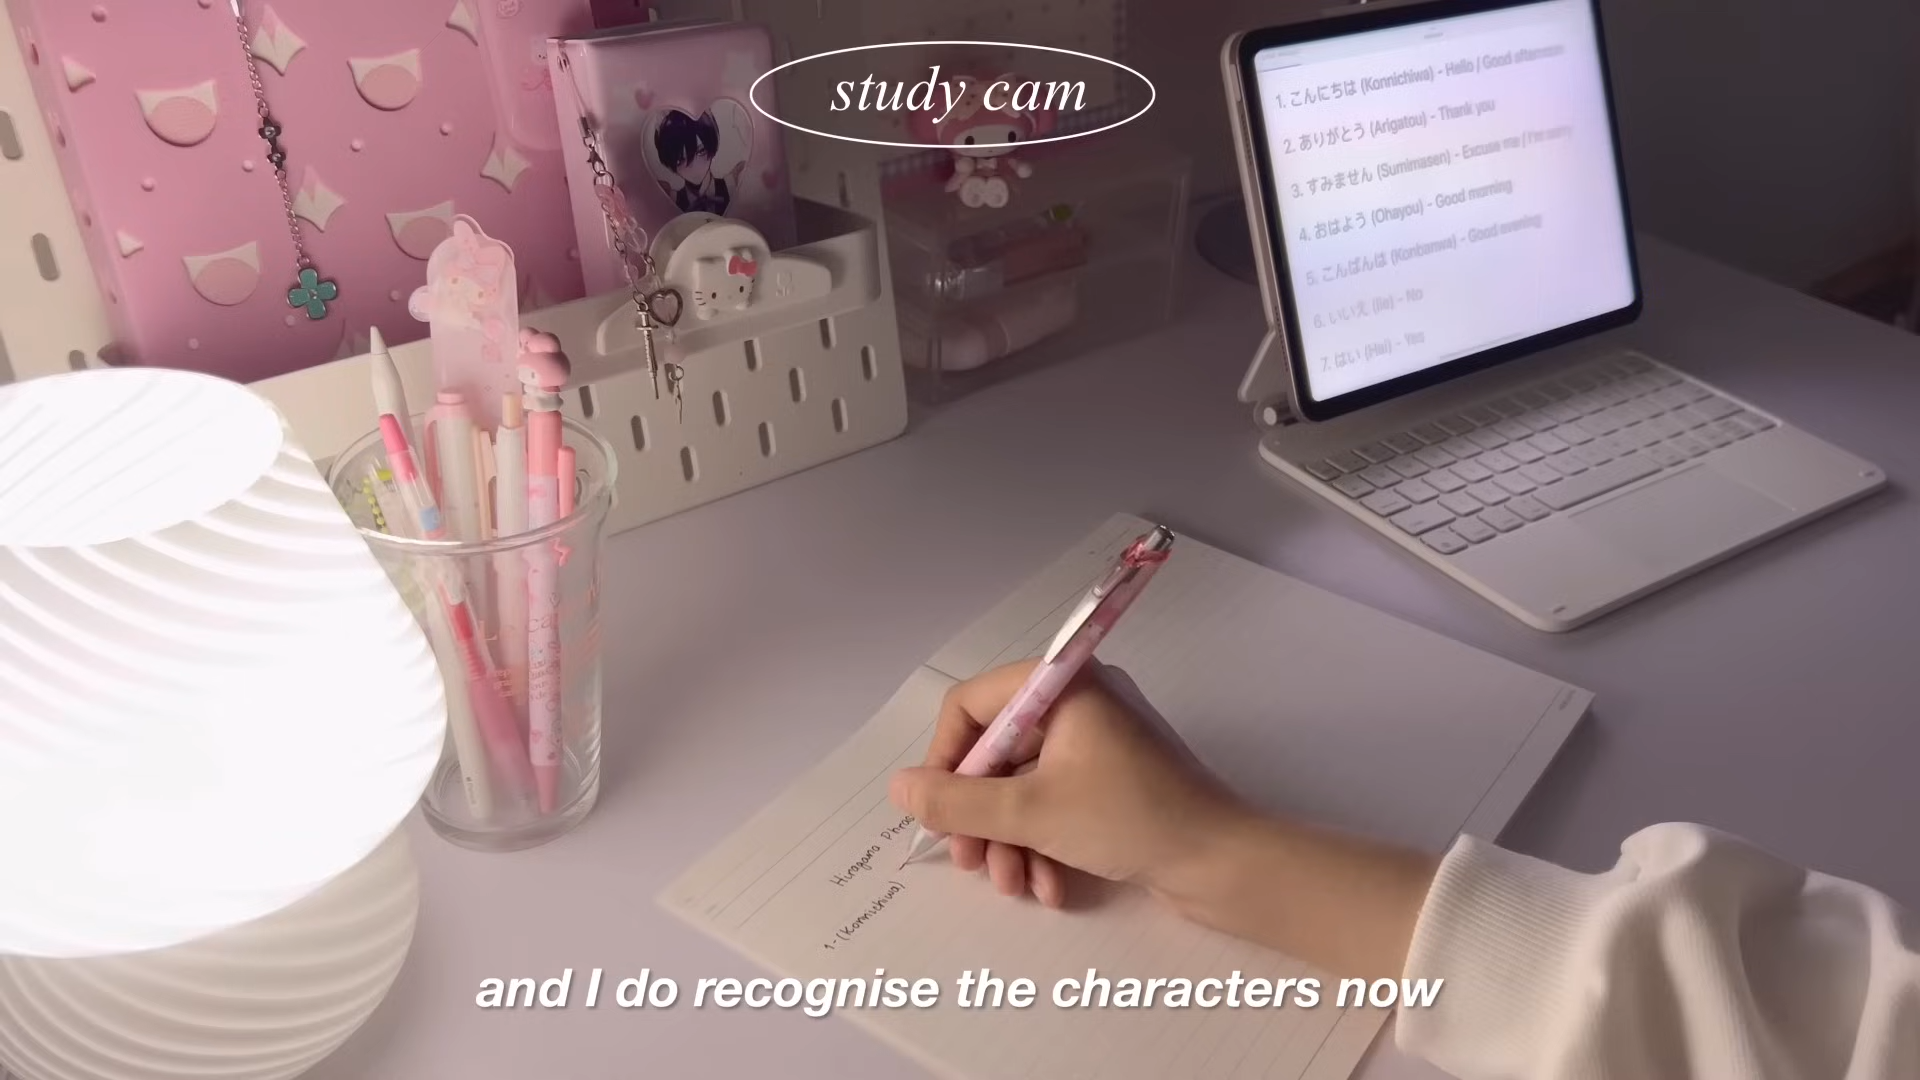 study cam
1. こんにちは (Konnichiwa) - Hello / Good afternoon
2. ありがとう (Arigatou) - Thank you
3. すみません (Sumimasen) - Excuse me / I'm sorry
4. おはよう (Ohayou) - Good morning
5. こんばんは (Konbanwa) - Good evening
6. いいえ (Iie) - No
7. はい (Hai) - Yes
Hiragana Phras
1-(Konnichiwa) -
and I do recognise the characters now